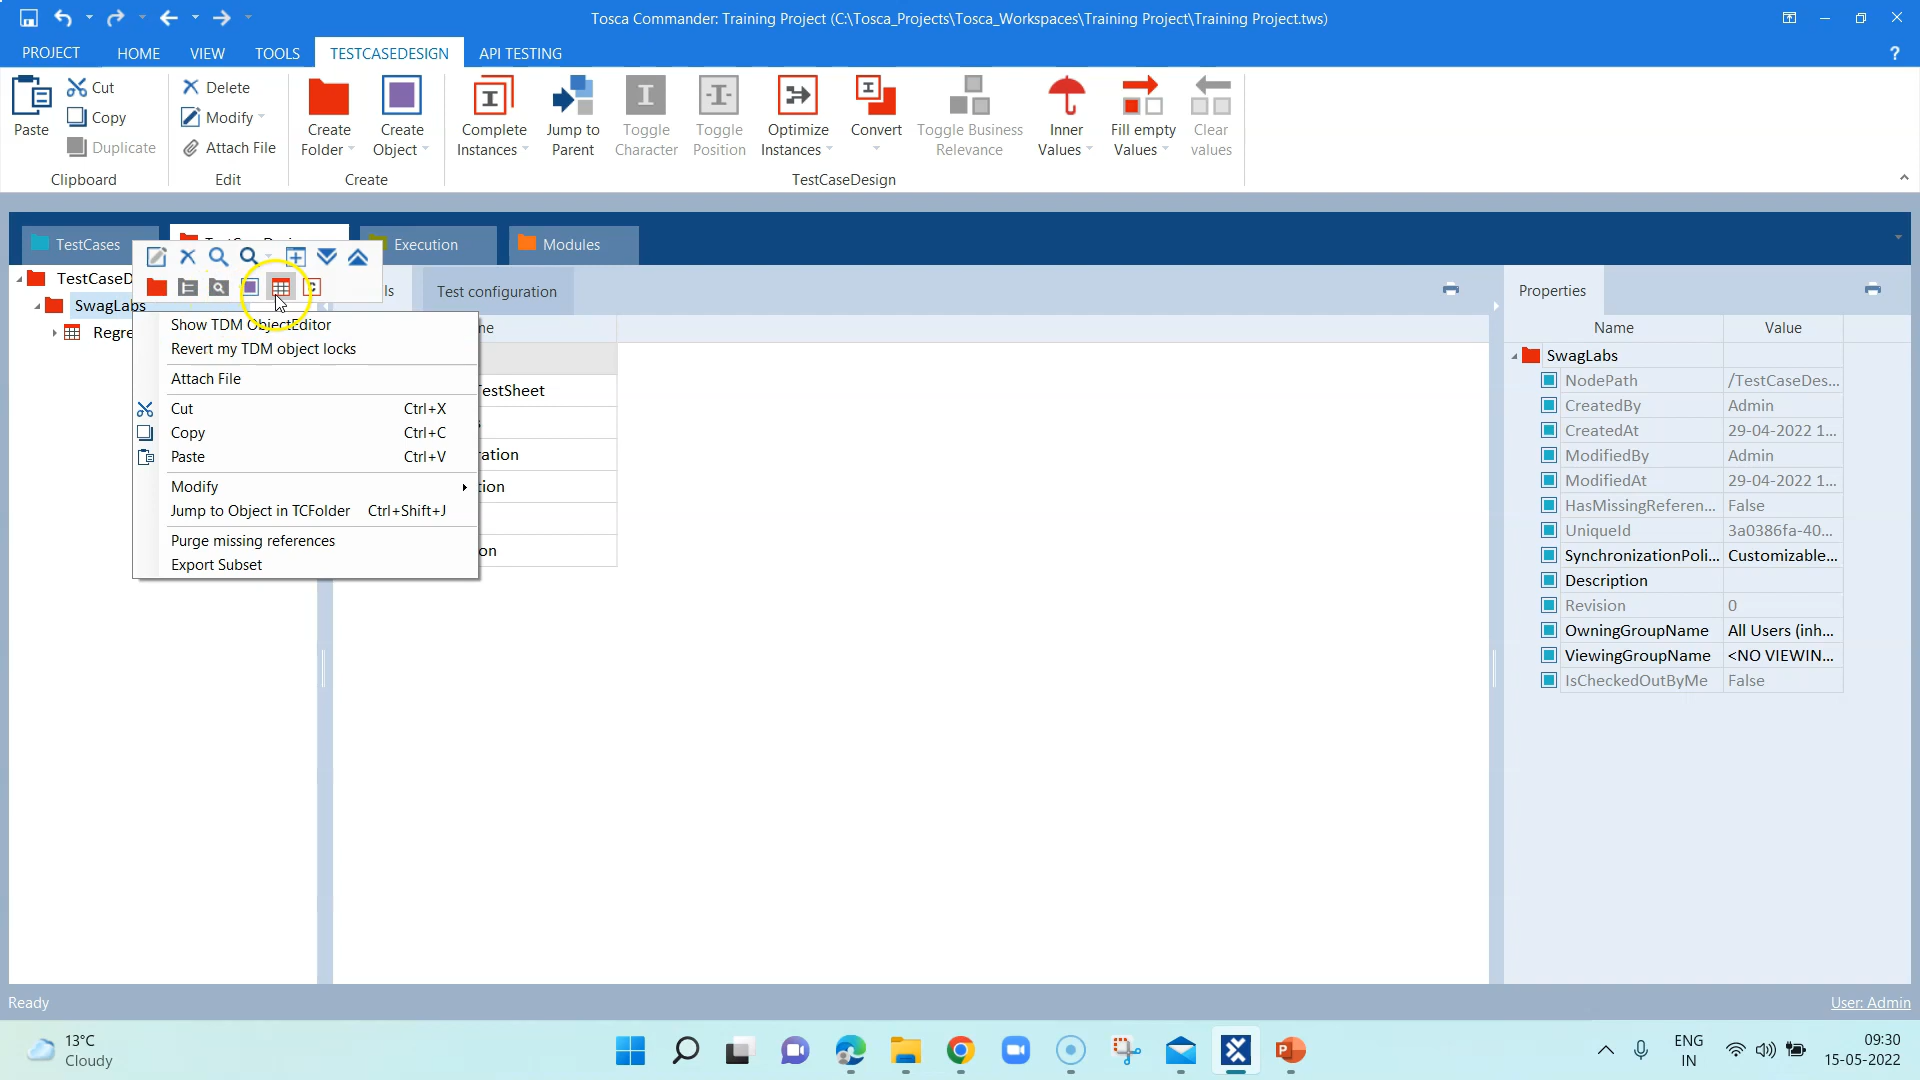 Tosca Commander: Training Project (C:\Tosca_Projects\Tosca_Workspaces\Training Project\Training Project.tws)
PROJECT HOME VIEW TOOLS TESTCASEDESIGN API TESTING ?
Paste
Cut
Copy
Duplicate
Clipboard
Delete
Modify
Attach File
Edit
Create Folder
Create Object
Create
Complete Instances
Jump to Parent
Toggle Character
Toggle Position
Optimize Instances
Convert
Toggle Business Relevance
Inner Values
Fill empty Values
Clear values
TestCaseDesign
TestCases
Execution
Modules
TestCaseD
SwagLabs
Regre
Show TDM ObjectEditor
Revert my TDM object locks
Attach File
Cut Ctrl+X
Copy Ctrl+C
Paste Ctrl+V
Modify
Jump to Object in TCFolder Ctrl+Shift+J
Purge missing references
Export Subset
ls
Test configuration
ne
TestSheet
ration
tion
on
Properties
Name Value
SwagLabs
NodePath /TestCaseDes...
CreatedBy Admin
CreatedAt 29-04-2022 1...
ModifiedBy Admin
ModifiedAt 29-04-2022 1...
HasMissingReferen... False
UniqueId 3a0386fa-40...
SynchronizationPoli... Customizable...
Description
Revision 0
OwningGroupName All Users (inh...
ViewingGroupName <NO VIEWIN...
IsCheckedOutByMe False
Ready
User: Admin
13°C
Cloudy
ENG
IN
09:30
15-05-2022